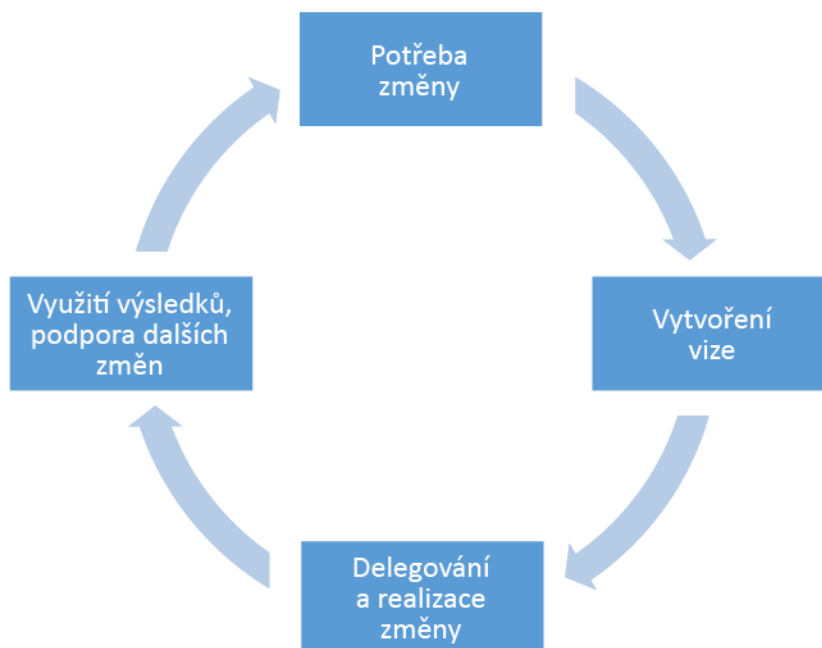 Potřeba
změny
Vytvoření
vize
Delegování
a realizace
změny
Využití výsledků,
podpora dalších
změn